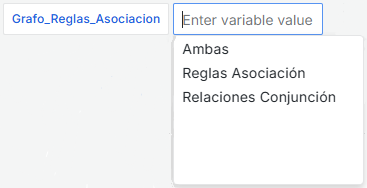 Grafo_Reglas_Asociacion
Enter variable value
Ambas
Reglas Asociación
Relaciones Conjunción